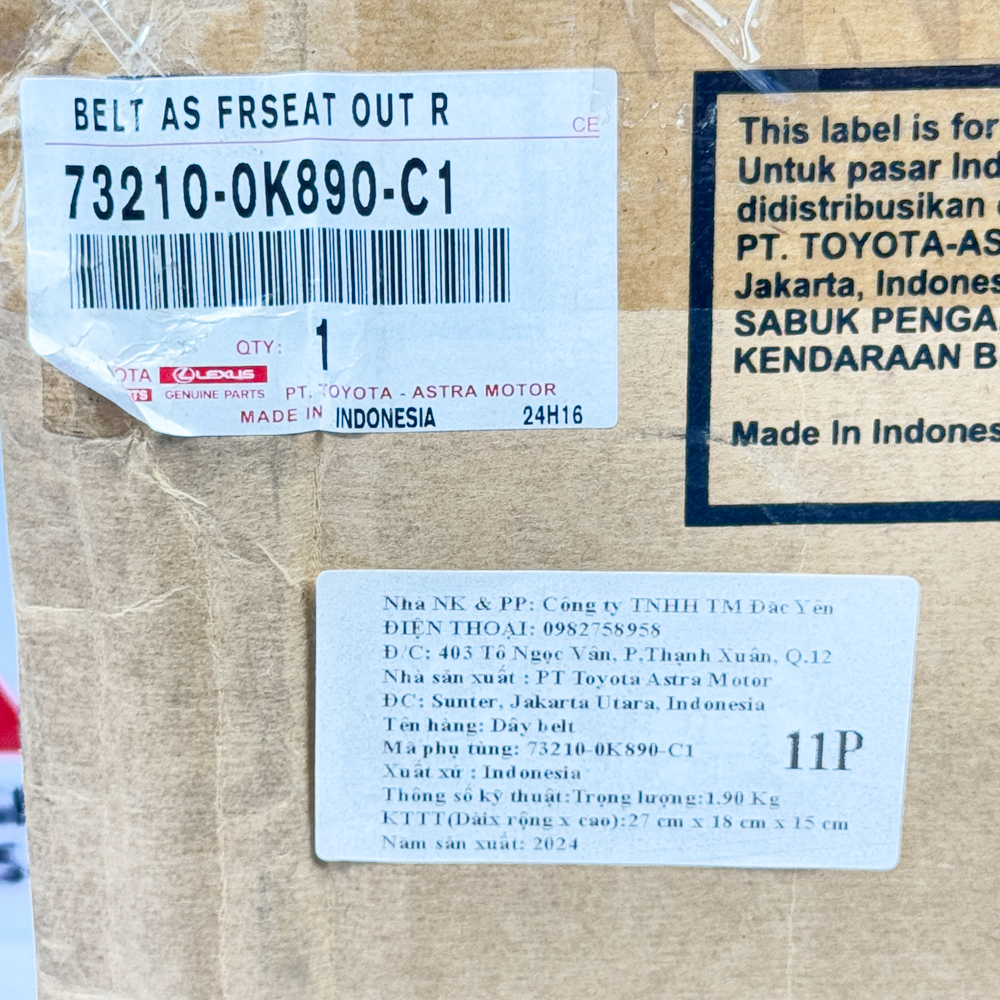 BELT AS FRSEAT OUT R
CE
73210-0K890-C1
QTY: 1
OTA LEXUS
TS GENUINE PARTS PT. TOYOTA - ASTRA MOTOR
MADE IN INDONESIA 24H16
This label is for
Untuk pasar Ind
didistribusikan
PT. TOYOTA-AS
Jakarta, Indones
SABUK PENGA
KENDARAAN B
Made In Indones
Nhà NK & PP: Công ty TNHH TM Đăc Yên
ĐIỆN THOẠI: 0982758958
Đ/C: 403 Tô Ngọc Vân, P,Thạnh Xuân, Q.12
Nhà sản xuất : PT Toyota Astra Motor
ĐC: Sunter, Jakarta Utara, Indonesia
Tên hàng: Dây belt
Mã phụ tùng: 73210-0K890-C1
11P
Xuất xứ : Indonesia
Thông số kỹ thuật:Trọng lượng:1.90 Kg
KTTT(Dàix rộng x cao):27 cm x 18 cm x 15 cm
Năm sản xuất: 2024